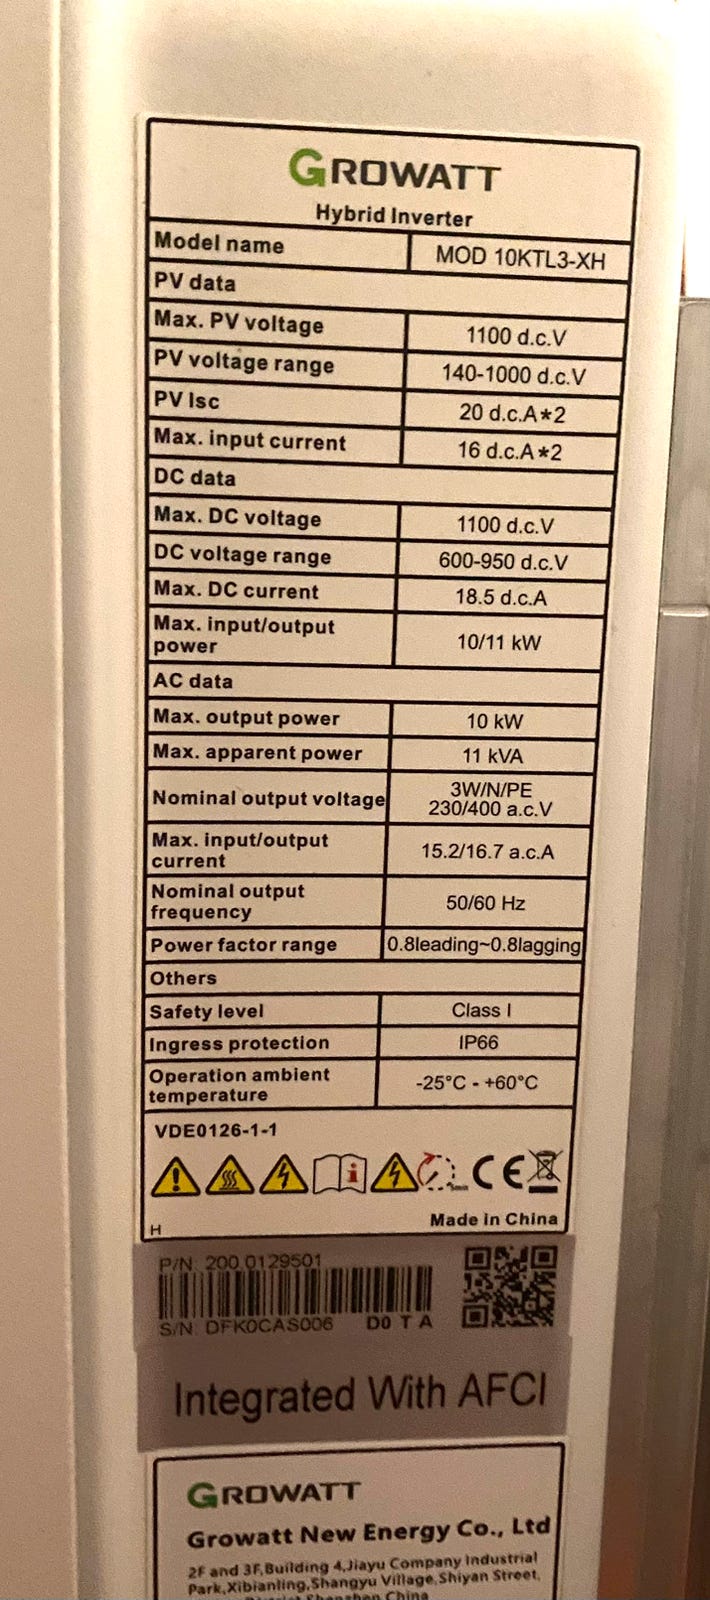 GROWATT
Hybrid Inverter
Model name MOD 10KTL3-XH
PV data
Max. PV voltage 1100 d.c.V
PV voltage range 140-1000 d.c.V
PV Isc 20 d.c.A*2
Max. input current 16 d.c.A*2
DC data
Max. DC voltage 1100 d.c.V
DC voltage range 600-950 d.c.V
Max. DC current 18.5 d.c.A
Max. input/output
power 10/11 kW
AC data
Max. output power 10 kW
Max. apparent power 11 kVA
Nominal output voltage 3W/N/PE
230/400 a.c.V
Max. input/output
current 15.2/16.7 a.c.A
Nominal output
frequency 50/60 Hz
Power factor range 0.8leading~0.8lagging
Others
Safety level Class I
Ingress protection IP66
Operation ambient
temperature -25°C - +60°C
VDE0126-1-1
5min
CE
H Made in China
P/N: 200.0129501
S/N: DFK0CAS006 D0 T A
Integrated With AFCI
GROWATT
Growatt New Energy Co., Ltd
2F and 3F,Building 4,Jiayu Company Industrial
Park,Xibianling,Shangyu Village,Shiyan Street,
District Shenzhen China